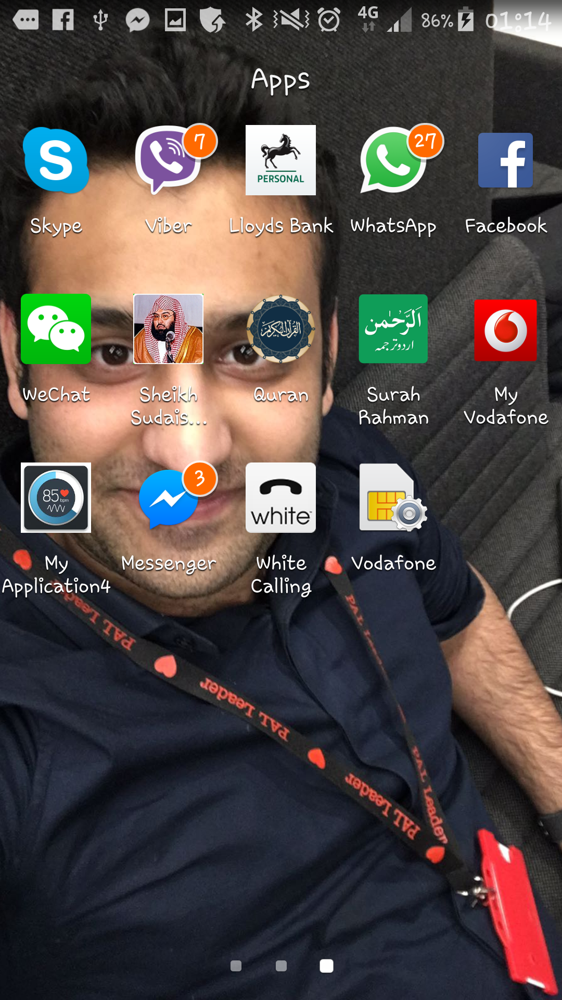 4G 86% 01:14
Apps
7 27
PERSONAL
Skype Viber Lloyds Bank WhatsApp Facebook
القرآن الكريم
الرَّحْمٰن
اردو ترجمہ
WeChat Sheikh Quran Surah My
Sudais... Rahman Vodafone
3
85 bpm
white
My Messenger White Vodafone
Application4 Calling
PAL Leader
PAL Leader
PAL Leader
PAL Leader
PAL Leader